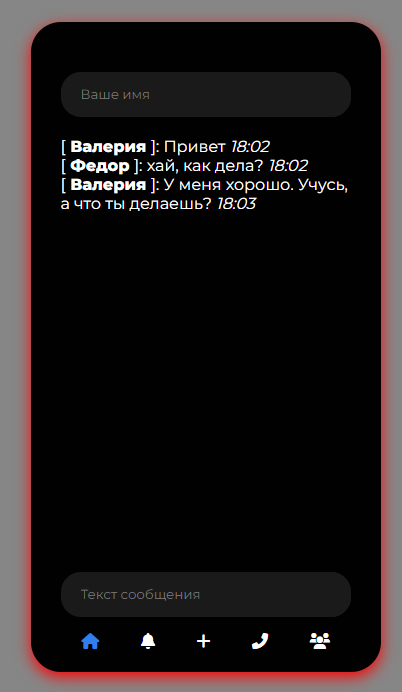 Ваше имя
[ Валерия ]: Привет 18:02
[ Федор ]: хай, как дела? 18:02
[ Валерия ]: У меня хорошо. Учусь,
а что ты делаешь? 18:03
Текст сообщения